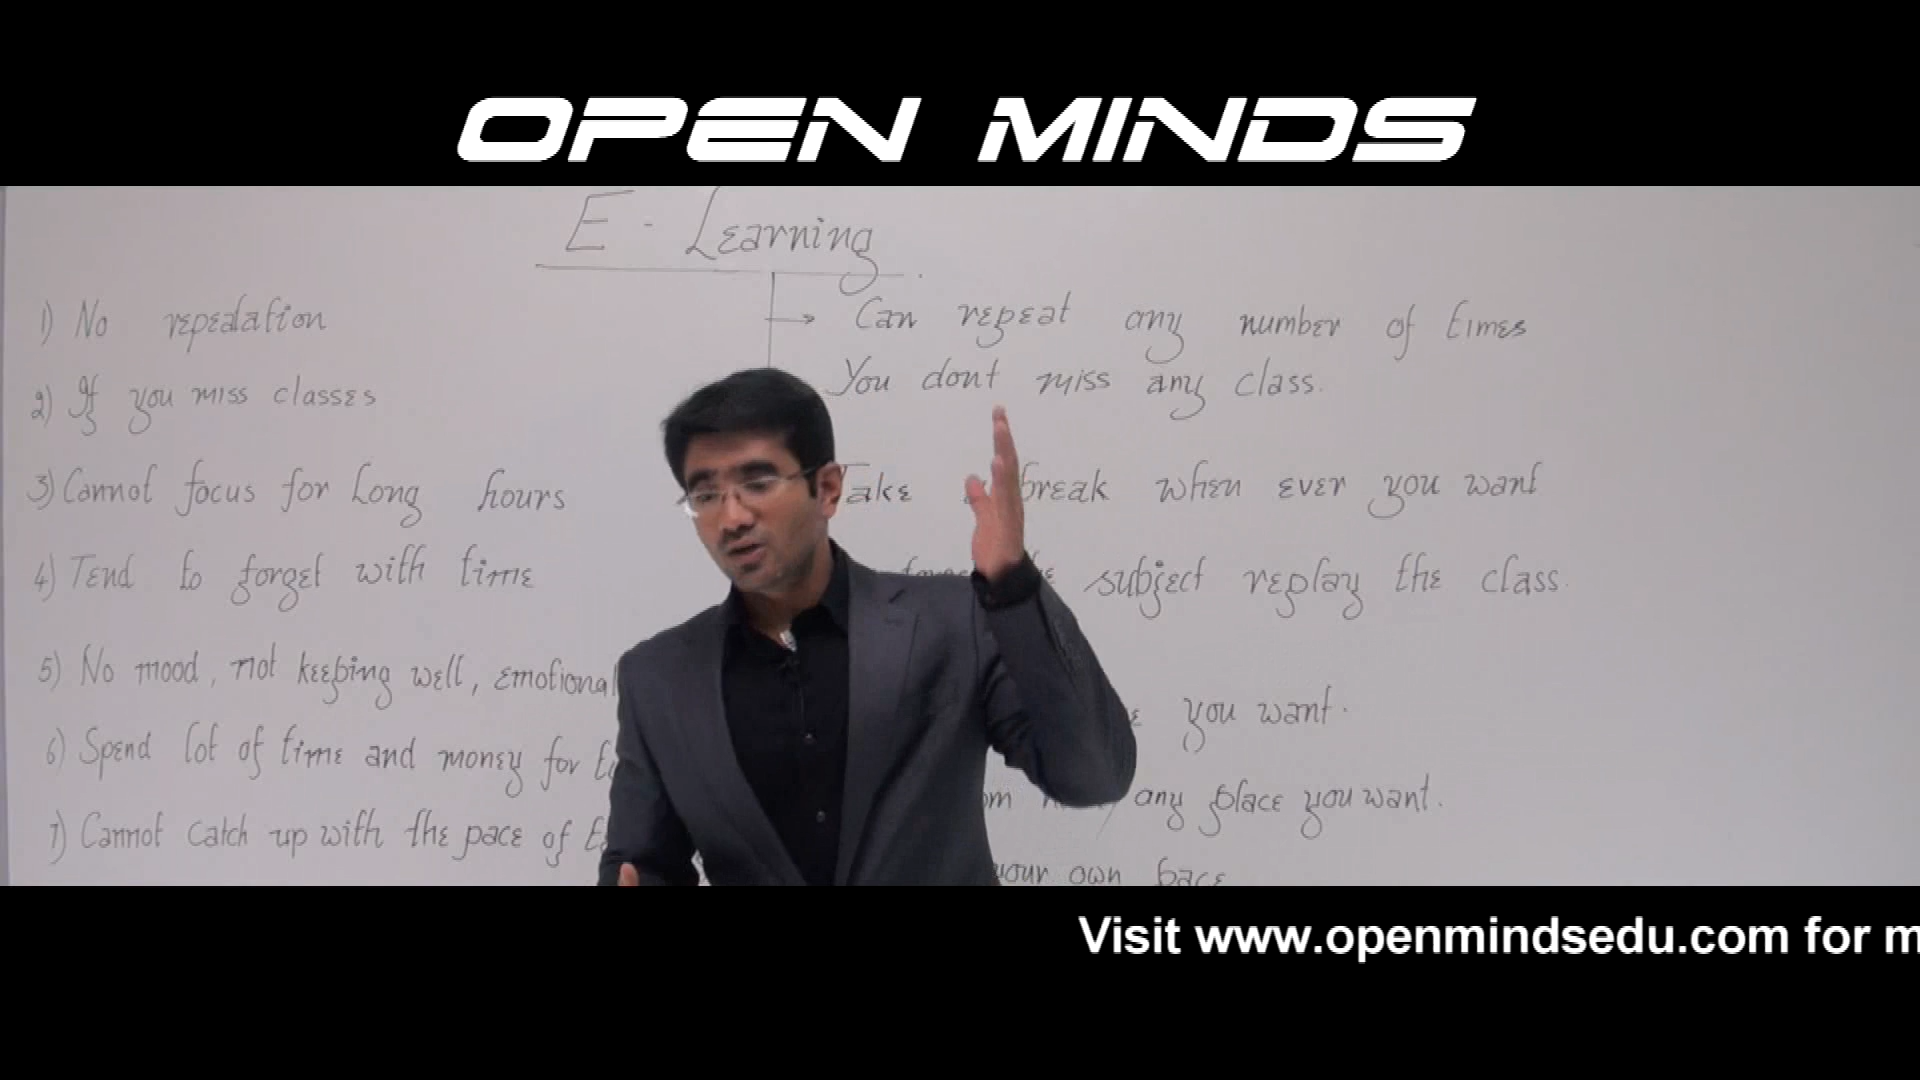 OPEN MINDS
E - Learning
1) No repeatation
2) If you miss classes
3) Cannot focus for Long hours
4) Tend to forget with time
5) No mood, not keeping well, emotional
6) Spend lot of time and money for
7) Cannot catch up with the pace of
Can repeat any number of times
You dont miss any class.
Take break when ever you want
subject replay the class.
you want.
any place you want.
your own pace
Visit www.openmindsedu.com for m